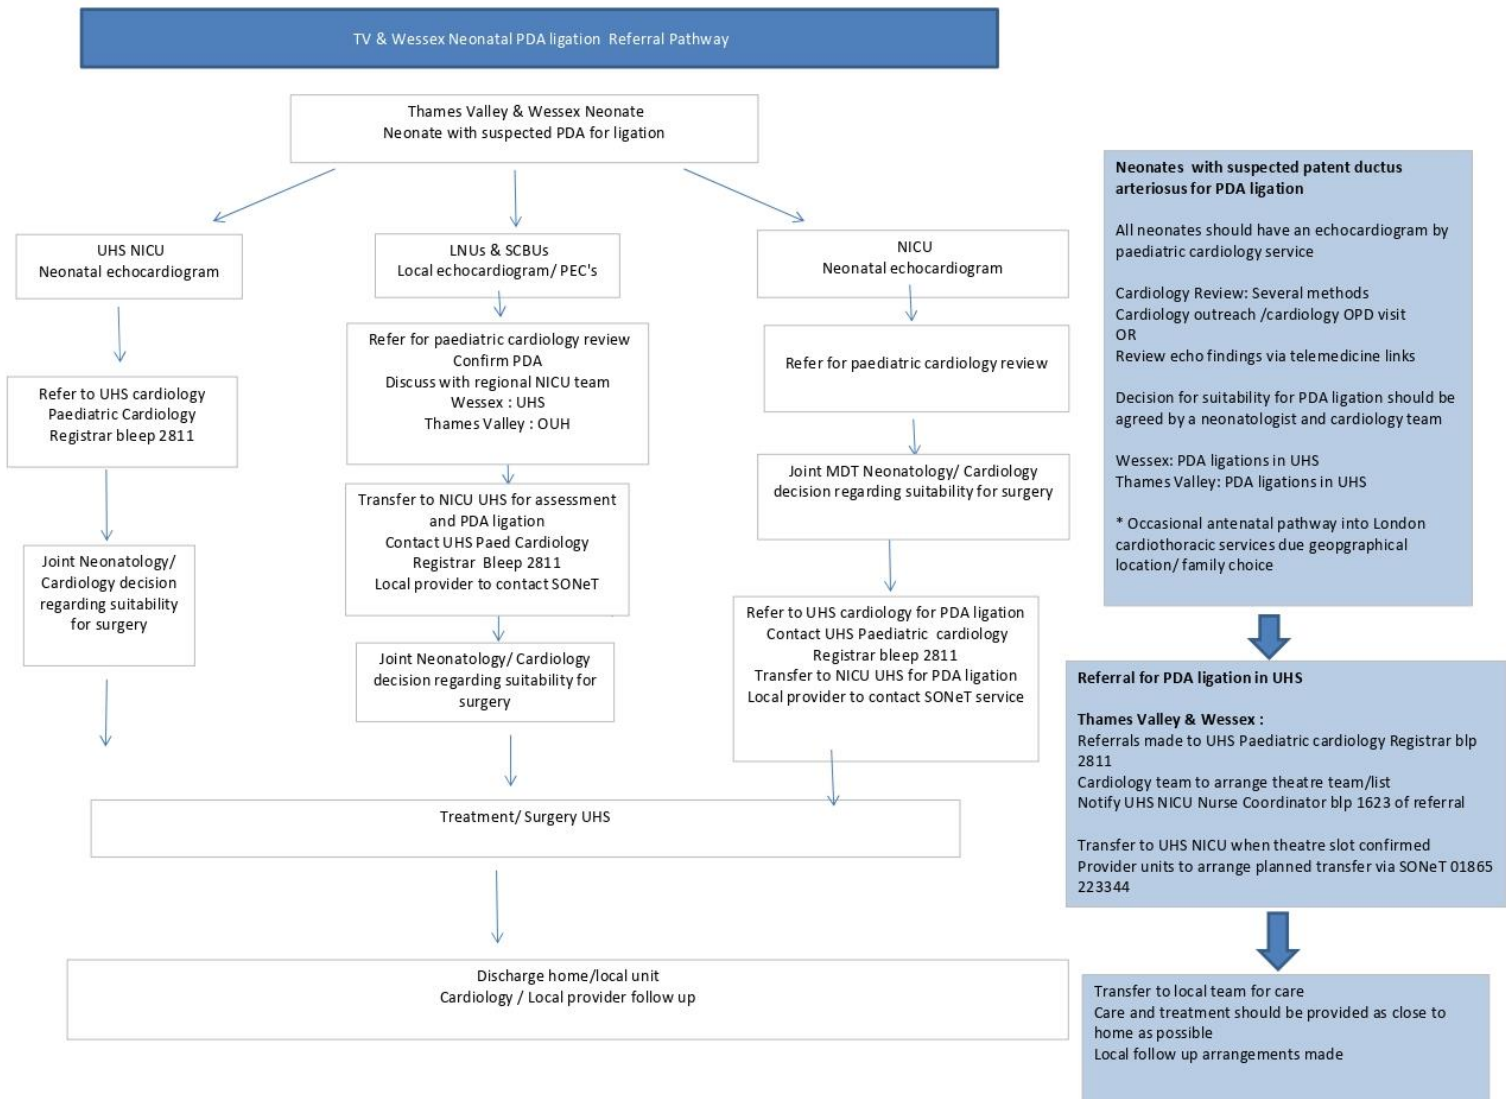 TV & Wessex Neonatal PDA ligation Referral Pathway
Thames Valley & Wessex Neonate
Neonate with suspected PDA for ligation
UHS NICU
Neonatal echocardiogram
Refer to UHS cardiology
Paediatric Cardiology
Registrar bleep 2811
Joint Neonatology/
Cardiology decision
regarding suitability
for surgery
LNUs & SCBUs
Local echocardiogram/ PEC's
Refer for paediatric cardiology review
Confirm PDA
Discuss with regional NICU team
Wessex : UHS
Thames Valley : OUH
Transfer to NICU UHS for assessment
and PDA ligation
Contact UHS Paed Cardiology
Registrar Bleep 2811
Local provider to contact SONeT
Joint Neonatology/ Cardiology
decision regarding suitability for
surgery
NICU
Neonatal echocardiogram
Refer for paediatric cardiology review
Joint MDT Neonatology/ Cardiology
decision regarding suitability for surgery
Refer to UHS cardiology for PDA ligation
Contact UHS Paediatric cardiology
Registrar bleep 2811
Transfer to NICU UHS for PDA ligation
Local provider to contact SONeT service
Treatment/ Surgery UHS
Discharge home/local unit
Cardiology / Local provider follow up
Neonates with suspected patent ductus
arteriosus for PDA ligation
All neonates should have an echocardiogram by
paediatric cardiology service
Cardiology Review: Several methods
Cardiology outreach /cardiology OPD visit
OR
Review echo findings via telemedicine links
Decision for suitability for PDA ligation should be
agreed by a neonatologist and cardiology team
Wessex: PDA ligations in UHS
Thames Valley: PDA ligations in UHS
* Occasional antenatal pathway into London
cardiothoracic services due geopgraphical
location/ family choice
Referral for PDA ligation in UHS
Thames Valley & Wessex :
Referrals made to UHS Paediatric cardiology Registrar blp
2811
Cardiology team to arrange theatre team/list
Notify UHS NICU Nurse Coordinator blp 1623 of referral
Transfer to UHS NICU when theatre slot confirmed
Provider units to arrange planned transfer via SONeT 01865
223344
Transfer to local team for care
Care and treatment should be provided as close to
home as possible
Local follow up arrangements made